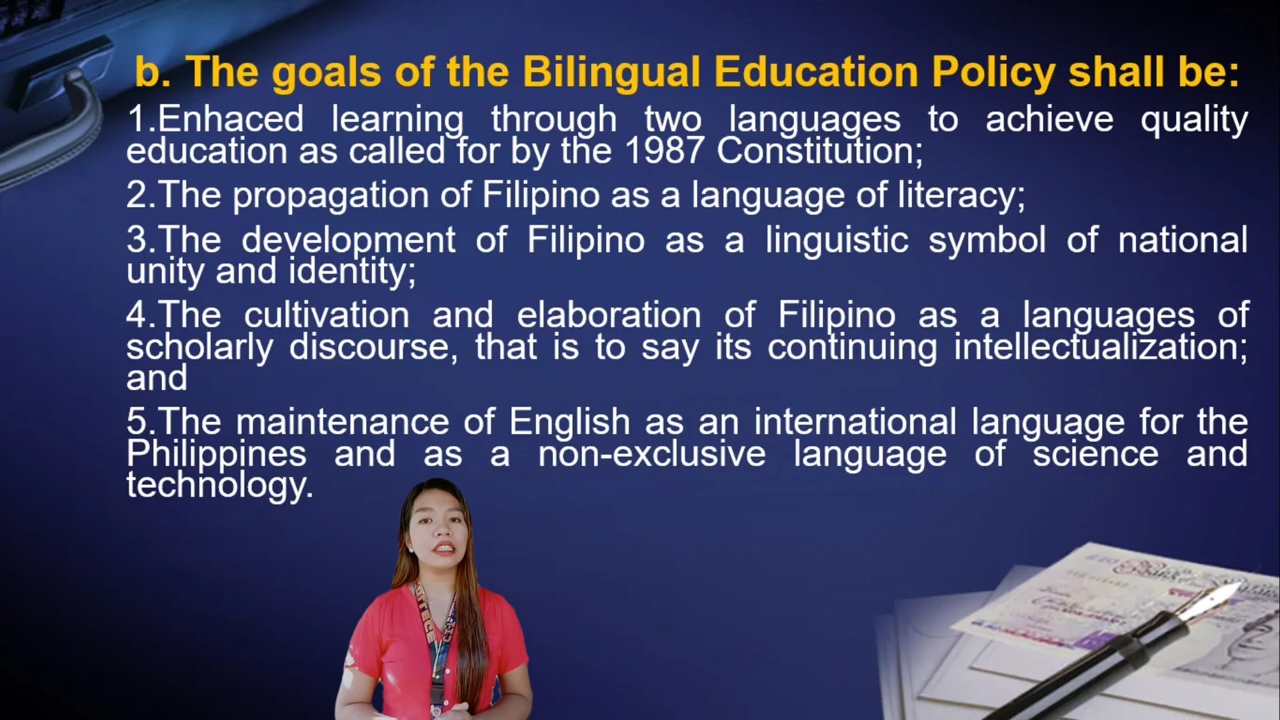 b. The goals of the Bilingual Education Policy shall be:
1.Enhaced learning through two languages to achieve quality
education as called for by the 1987 Constitution;
2.The propagation of Filipino as a language of literacy;
3.The development of Filipino as a linguistic symbol of national
unity and identity;
4.The cultivation and elaboration of Filipino as a languages of
scholarly discourse, that is to say its continuing intellectualization;
and
5.The maintenance of English as an international language for the
Philippines and as a non-exclusive language of science and
technology.